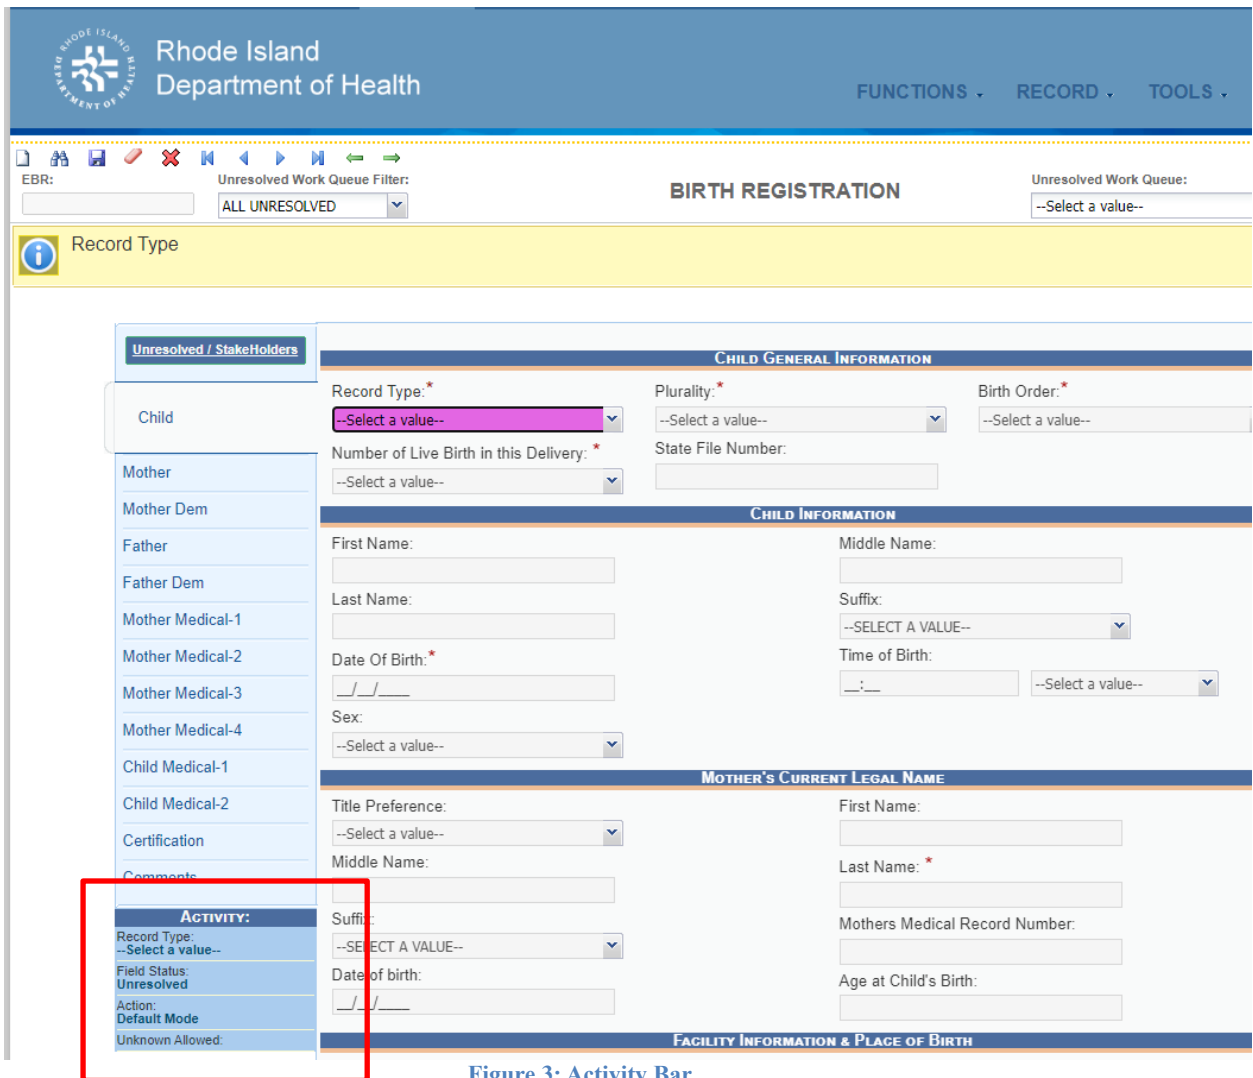 RHODE ISLAND DEPARTMENT OF HEALTH
Rhode Island
Department of Health
FUNCTIONS RECORD TOOLS
EBR: Unresolved Work Queue Filter: BIRTH REGISTRATION Unresolved Work Queue:
ALL UNRESOLVED --Select a value--
Record Type
Unresolved / StakeHolders
Child
Mother
Mother Dem
Father
Father Dem
Mother Medical-1
Mother Medical-2
Mother Medical-3
Mother Medical-4
Child Medical-1
Child Medical-2
Certification
Comments
ACTIVITY:
Record Type:
--Select a value--
Field Status:
Unresolved
Action:
Default Mode
Unknown Allowed:
CHILD GENERAL INFORMATION
Record Type:* Plurality:* Birth Order:*
--Select a value-- --Select a value-- --Select a value--
Number of Live Birth in this Delivery: * State File Number:
--Select a value--
CHILD INFORMATION
First Name: Middle Name:
Last Name: Suffix:
--SELECT A VALUE--
Date Of Birth:* Time of Birth:
__/__/____ __:__ --Select a value--
Sex:
--Select a value--
MOTHER'S CURRENT LEGAL NAME
Title Preference: First Name:
--Select a value--
Middle Name: Last Name: *
Suffix: Mothers Medical Record Number:
--SELECT A VALUE--
Date of birth: Age at Child's Birth:
__/__/____
FACILITY INFORMATION & PLACE OF BIRTH
Figure 3: Activity Bar